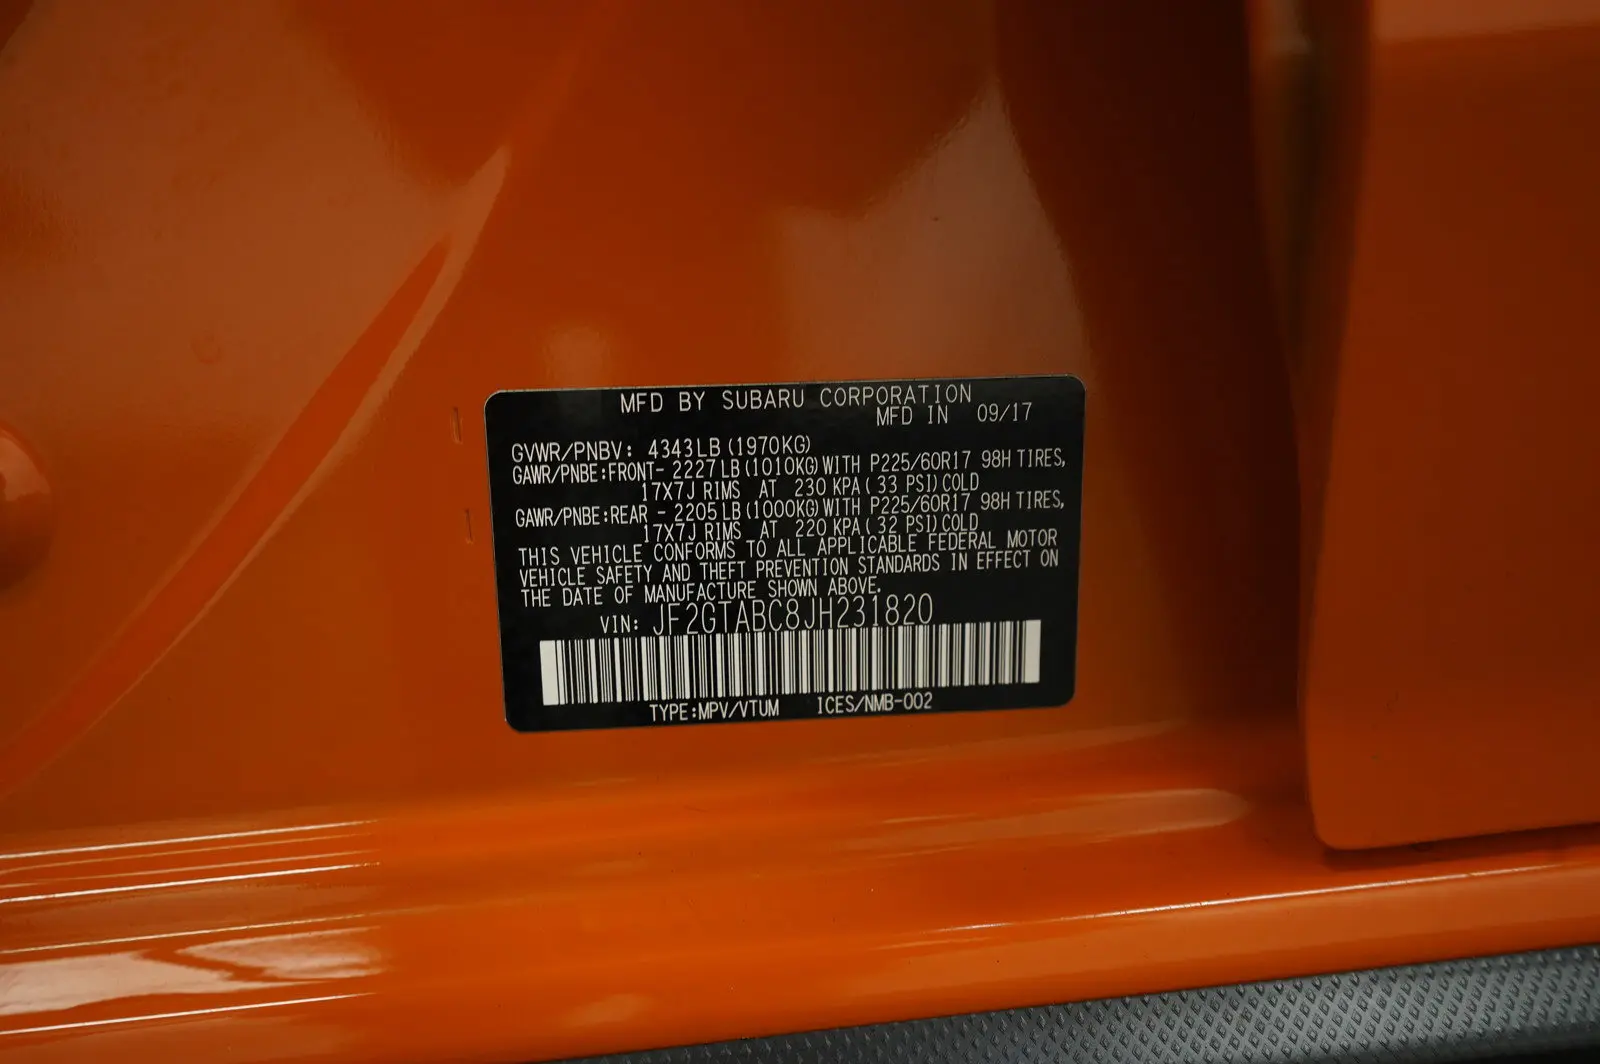 MFD BY SUBARU CORPORATION
MFD IN 09/17
GVWR/PNBV: 4343LB (1970KG)
GAWR/PNBE:FRONT- 2227 LB (1010KG) WITH P225/60R17 98H TIRES,
17X7J RIMS AT 230 KPA ( 33 PSI) COLD
GAWR/PNBE:REAR - 2205 LB (1000KG) WITH P225/60R17 98H TIRES,
17X7J RIMS AT 220 KPA ( 32 PSI) COLD
THIS VEHICLE CONFORMS TO ALL APPLICABLE FEDERAL MOTOR
VEHICLE SAFETY AND THEFT PREVENTION STANDARDS IN EFFECT ON
THE DATE OF MANUFACTURE SHOWN ABOVE.
VIN: JF2GTABC8JH231820
TYPE:MPV/VTUM ICES/NMB-002